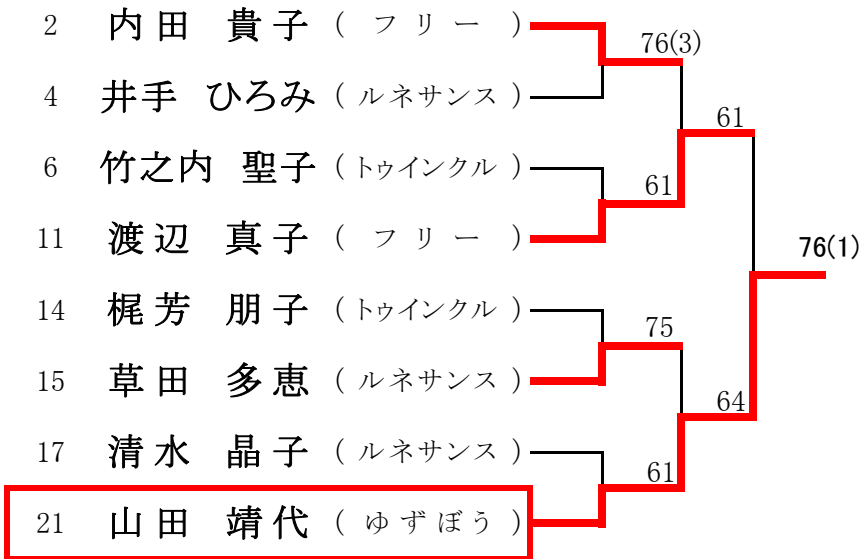 2 内田 貴子 ( フリー )
76(3)
4 井手 ひろみ ( ルネサンス )
61
6 竹之内 聖子 ( トゥインクル )
61
11 渡辺 真子 ( フリー )
76(1)
14 梶芳 朋子 ( トゥインクル )
75
15 草田 多恵 ( ルネサンス )
64
17 清水 晶子 ( ルネサンス )
61
21 山田 靖代 ( ゆずぼう )